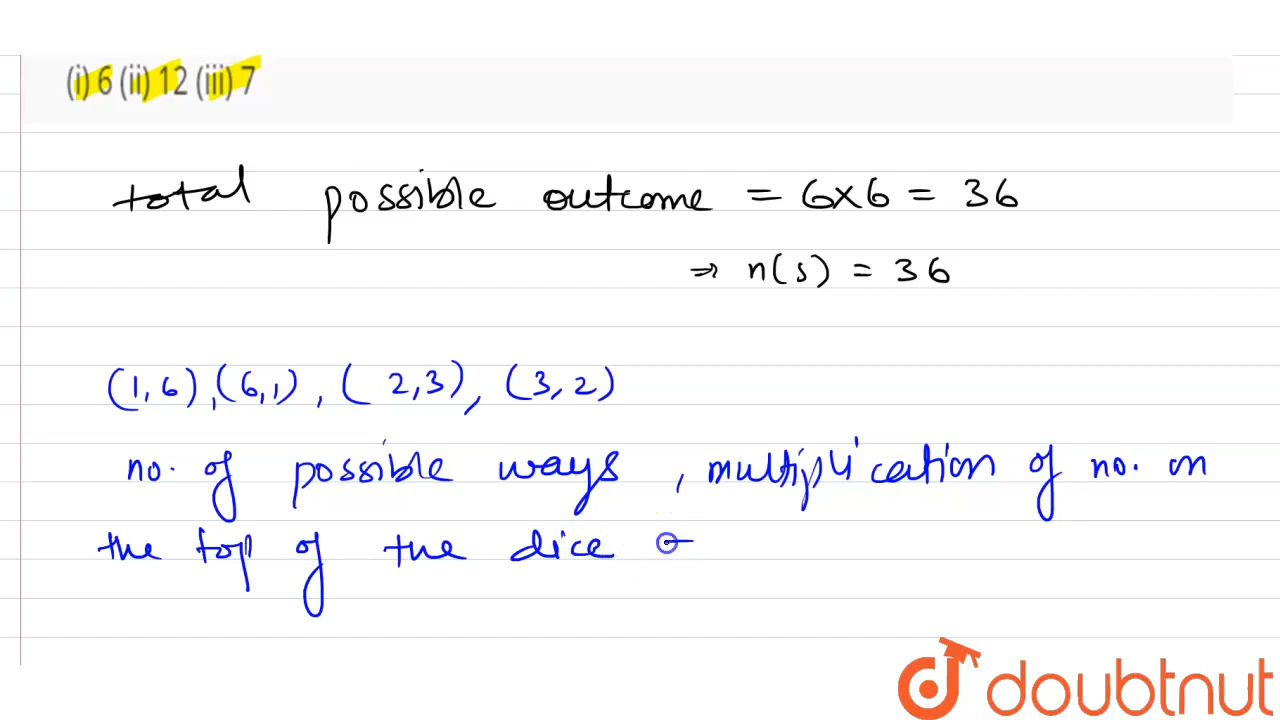 (i) 6 (ii) 12 (iii) 7
total possible outcome = 6x6 = 36
⇒ n(s) = 36
(1,6), (6,1), (2,3), (3,2)
no. of possible ways, multiplication of no. on
the top of the dice
doubtnut